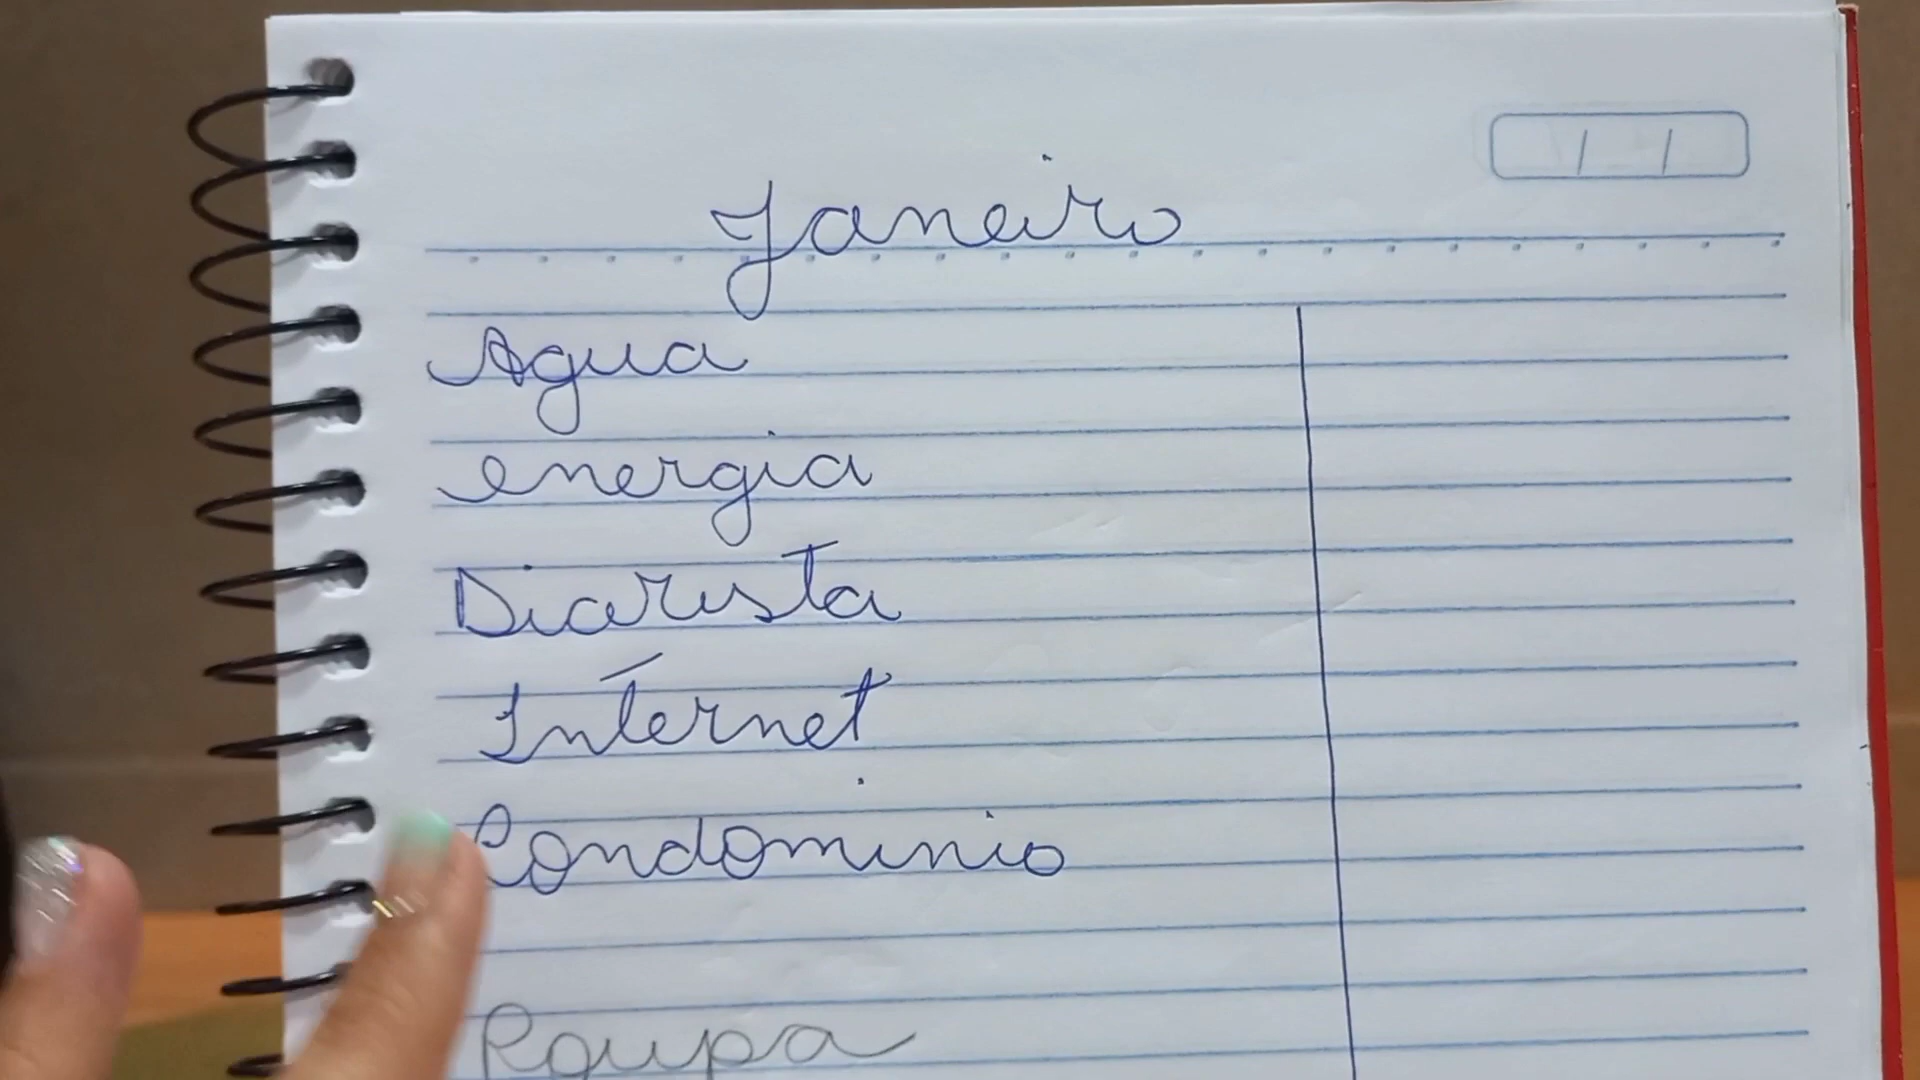 Janeiro
Agua
energia
Diarista
Internet
Condominio
Roupa